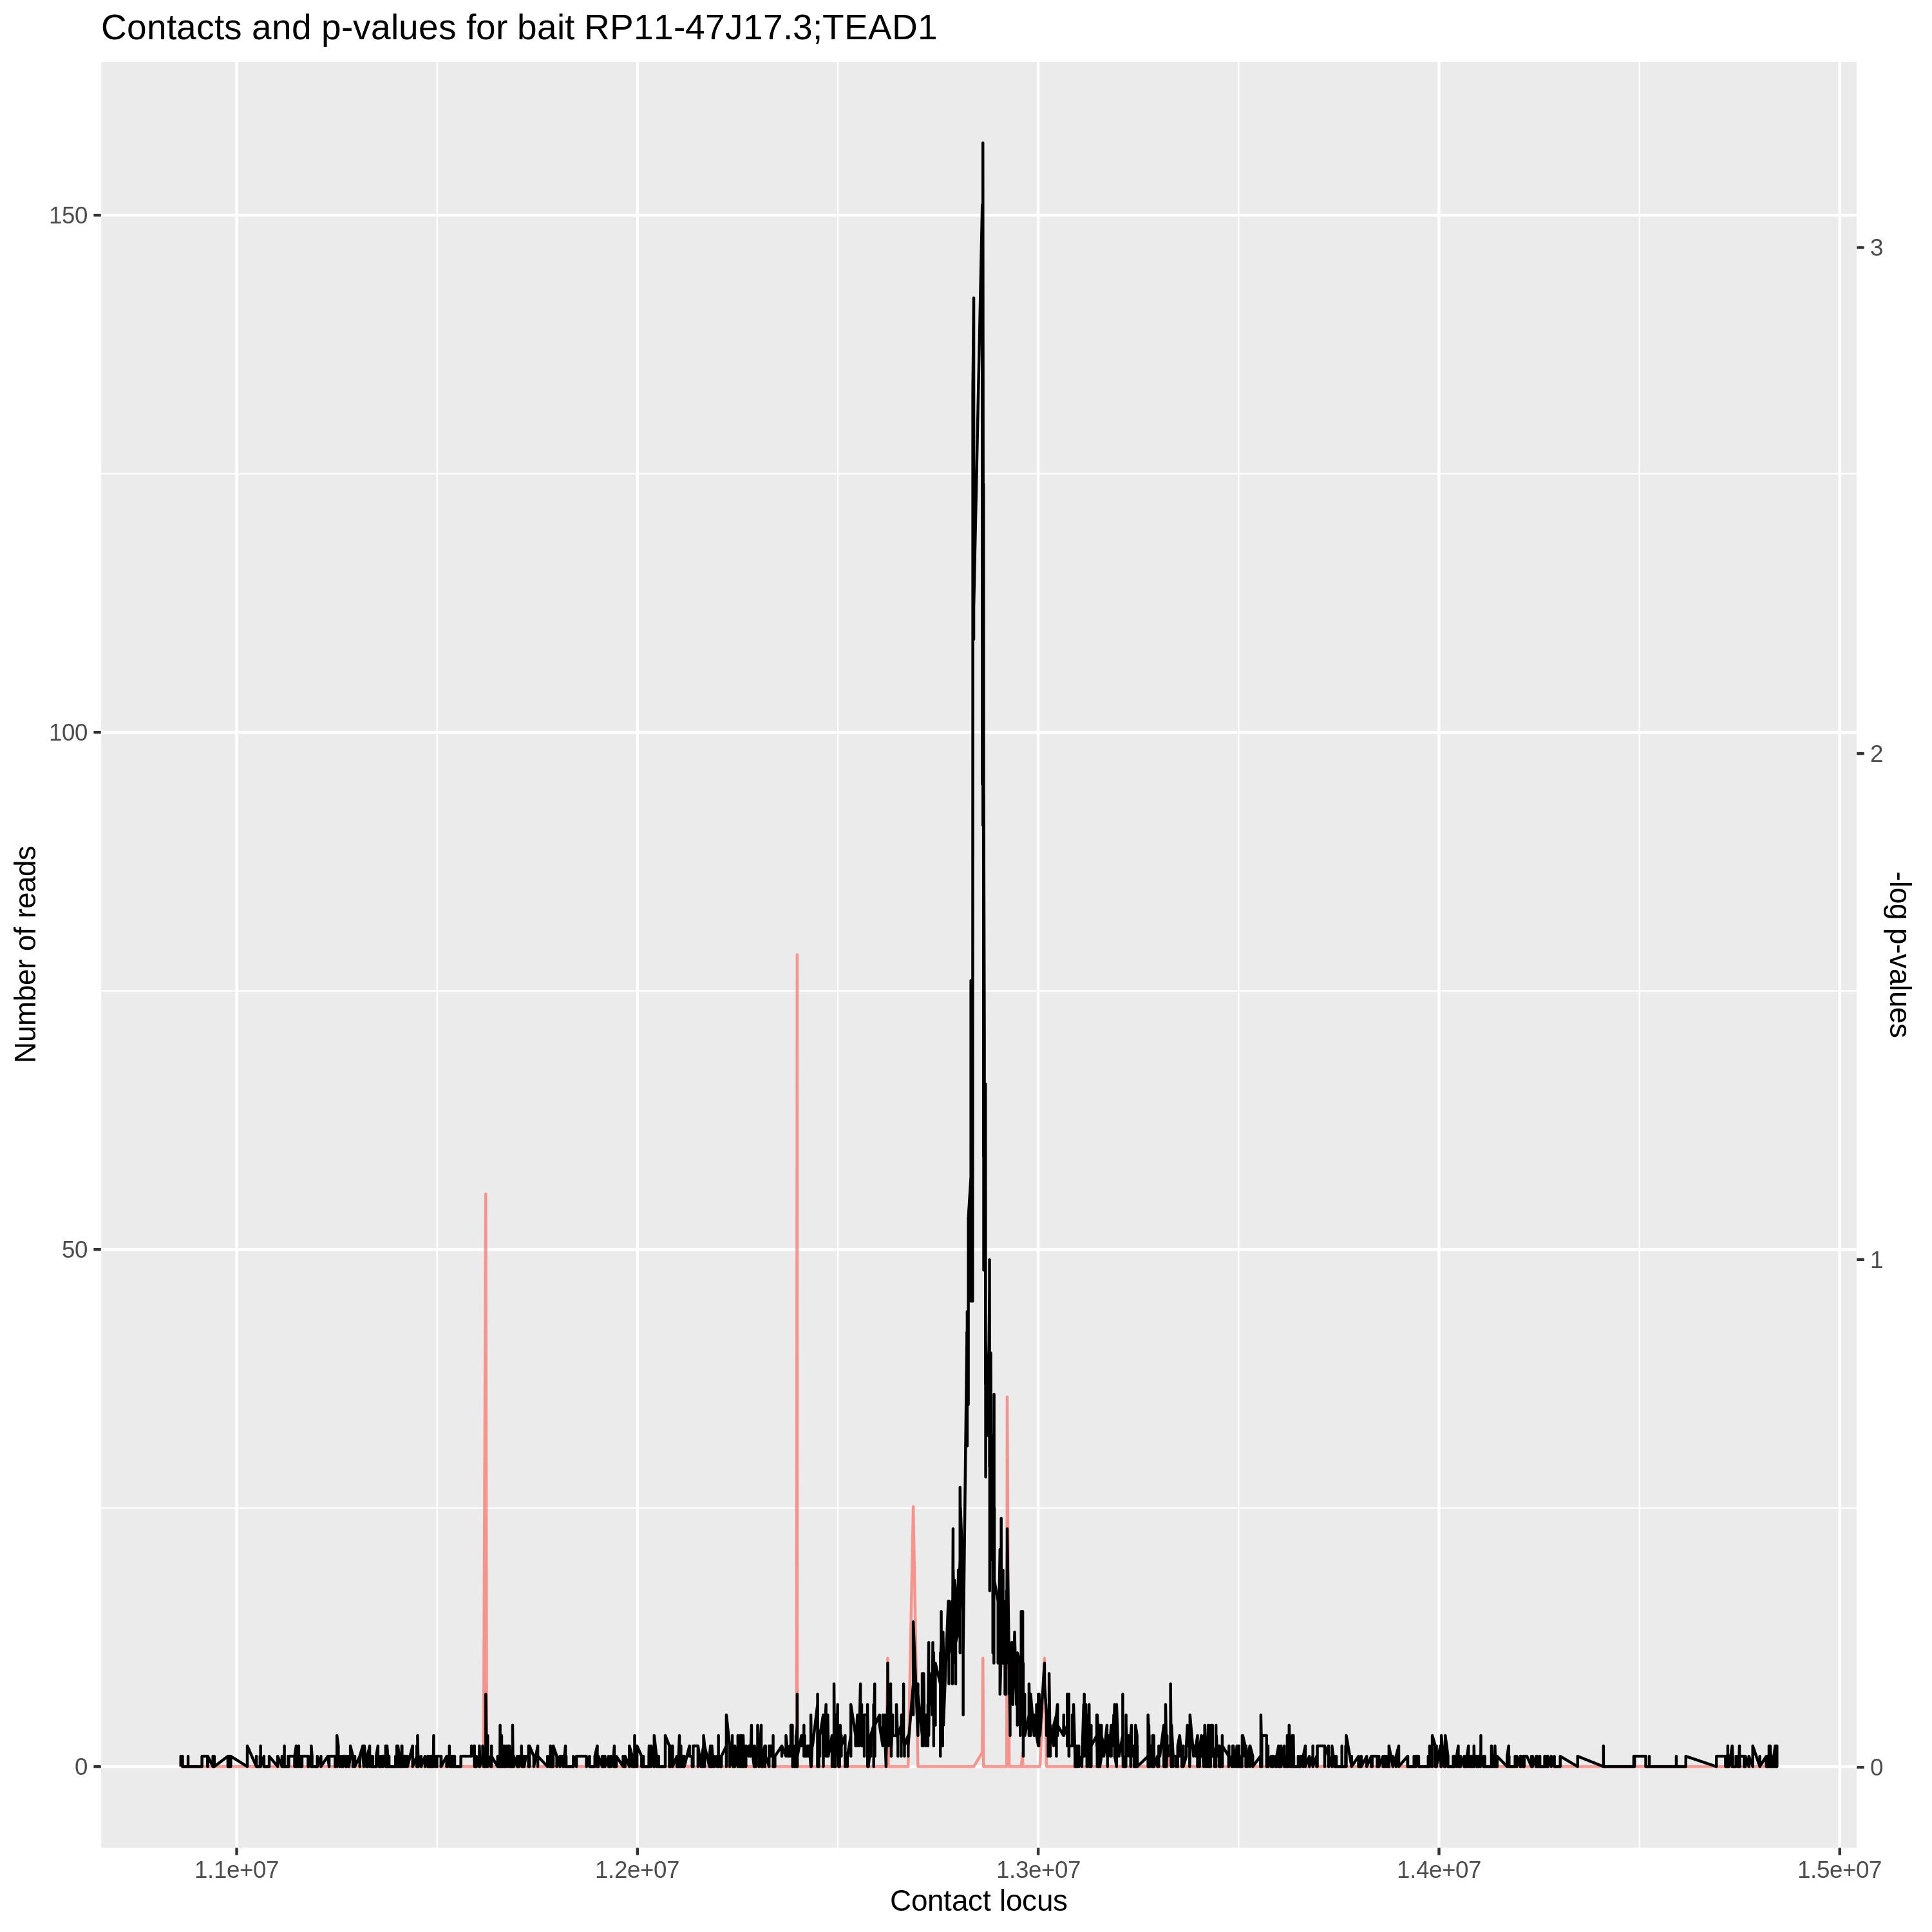 Contacts and p-values for bait RP11-47J17.3;TEAD1
150
100
50
0
Number of reads
3
2
1
0
-log p-values
1.1e+07 1.2e+07 1.3e+07 1.4e+07 1.5e+07
Contact locus